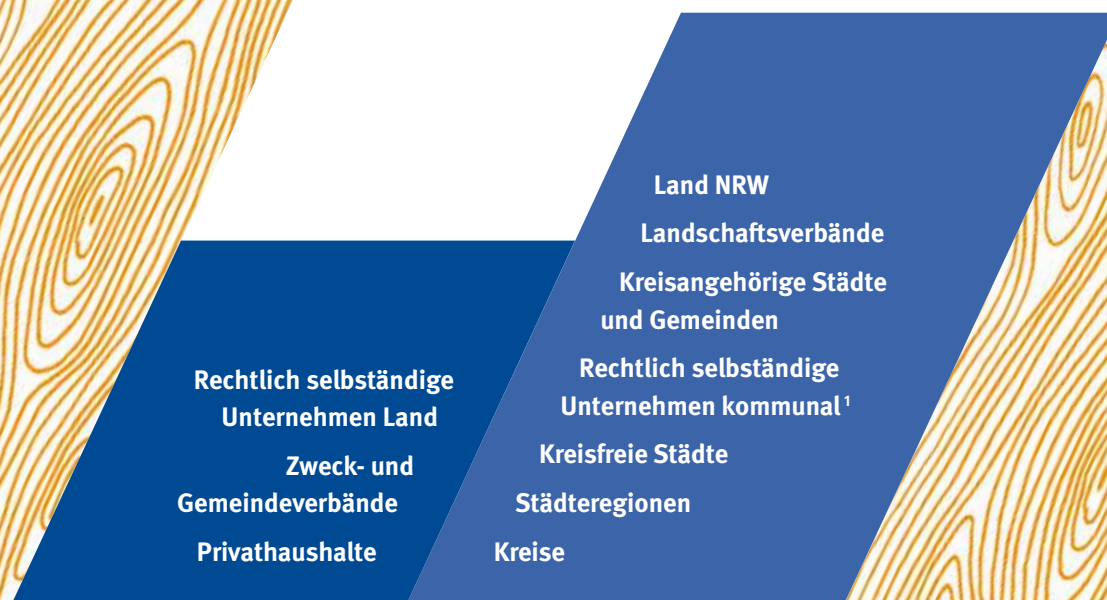 Rechtlich selbständige
Unternehmen Land
Zweck- und
Gemeindeverbände
Privathaushalte
Land NRW
Landschaftsverbände
Kreisangehörige Städte
und Gemeinden
Rechtlich selbständige
Unternehmen kommunal¹
Kreisfreie Städte
Städteregionen
Kreise